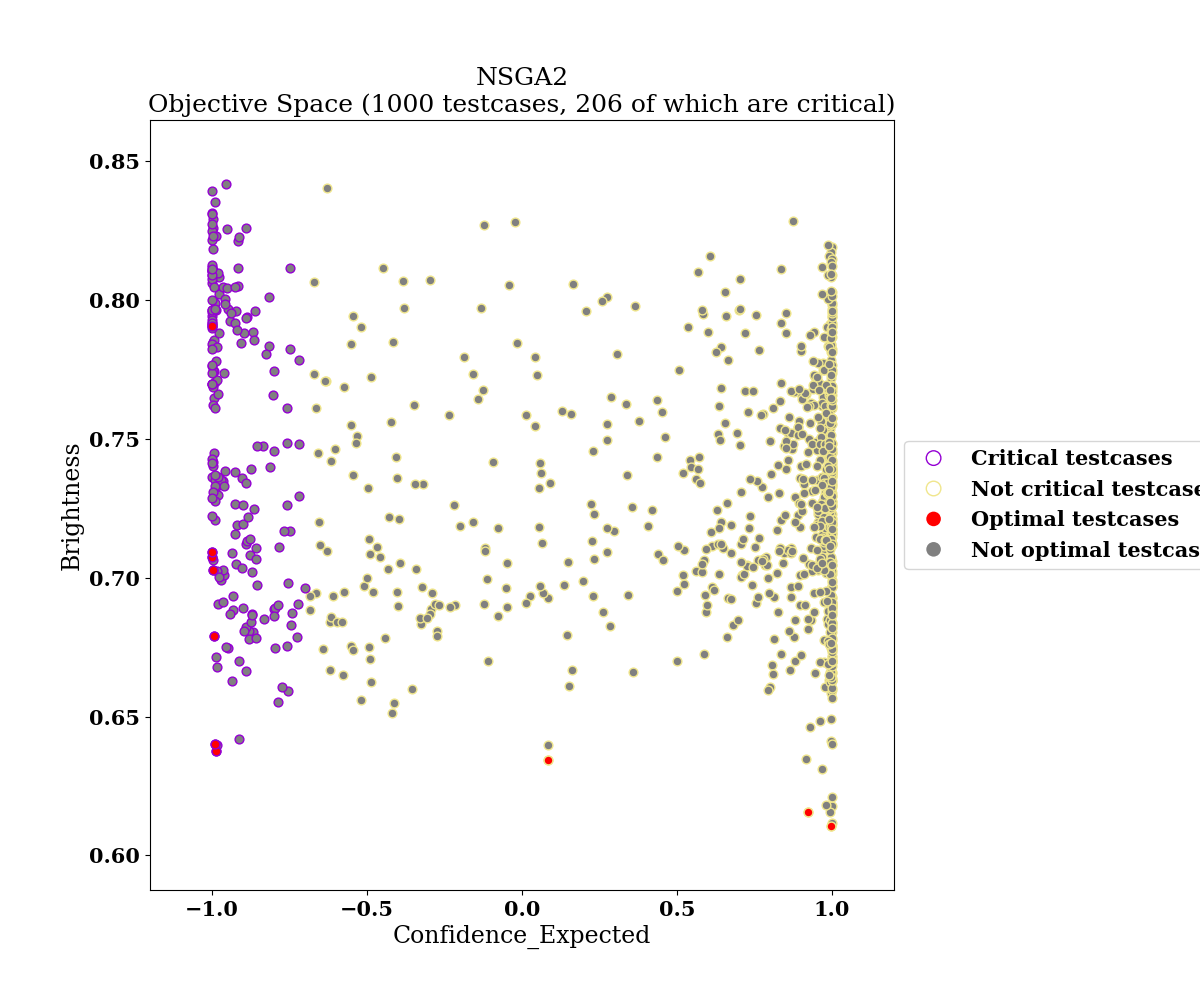 NSGA2
Objective Space (1000 testcases, 206 of which are critical)
0.85
0.80
0.75
0.70
0.65
0.60
Brightness
−1.0
−0.5
0.0
0.5
1.0
Confidence_Expected
Critical testcases
Not critical testcase
Optimal testcases
Not optimal testcas